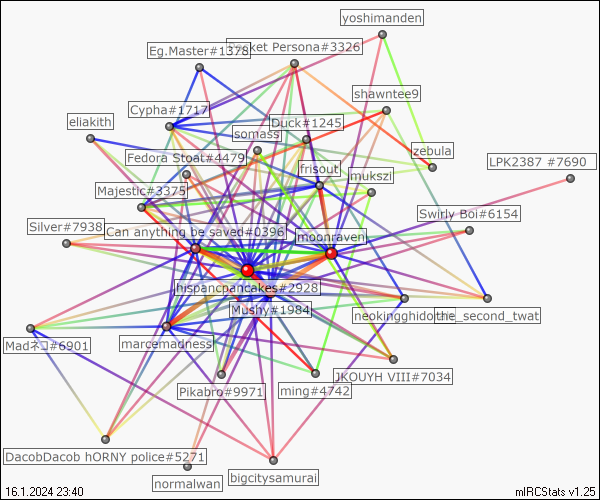 yoshimanden
Eg.Master#1378
Pocket Persona#3326
shawntee9
Cypha#1717
eliakith
Duck#1245
somass
zebula
Fedora Stoat#4479
LPK2387 #7690
frisout
mukszi
Majestic#3375
Swirly Boi#6154
Silver#7938
Can anything be saved#0396
moonraven
hispancpancakes#2928
Mushy#1984
neokingghidorah
the_second_twat
Madネコ#6901
marcemadness
JKOUYH VIII#7034
Pikabro#9971
ming#4742
DacobDacob hORNY police#5271
bigcitysamurai
normalwan
16.1.2024 23:40
mIRCStats v1.25